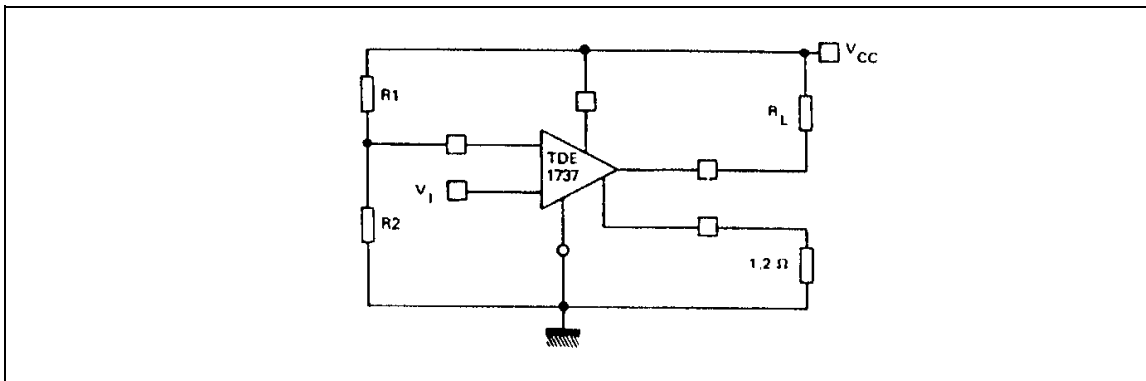 V_CC
R1
R_L
TDE
1737
V_I
R2
1,2 Ω